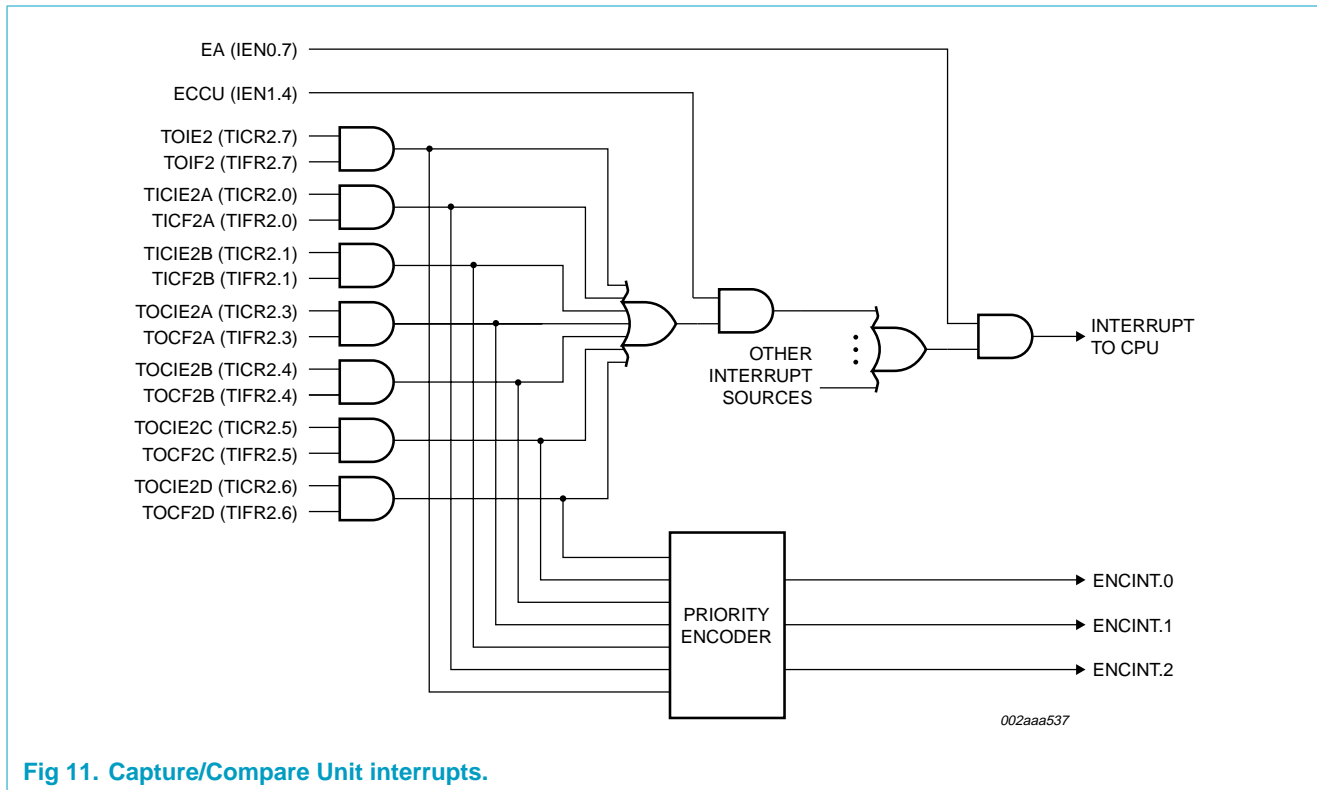 EA (IEN0.7)
ECCU (IEN1.4)
TOIE2 (TICR2.7)
TOIF2 (TIFR2.7)
TICIE2A (TICR2.0)
TICF2A (TIFR2.0)
TICIE2B (TICR2.1)
TICF2B (TIFR2.1)
TOCIE2A (TICR2.3)
TOCF2A (TIFR2.3)
TOCIE2B (TICR2.4)
TOCF2B (TIFR2.4)
TOCIE2C (TICR2.5)
TOCF2C (TIFR2.5)
TOCIE2D (TICR2.6)
TOCF2D (TIFR2.6)
OTHER
INTERRUPT
SOURCES
INTERRUPT
TO CPU
PRIORITY
ENCODER
ENCINT.0
ENCINT.1
ENCINT.2
002aaa537
Fig 11. Capture/Compare Unit interrupts.